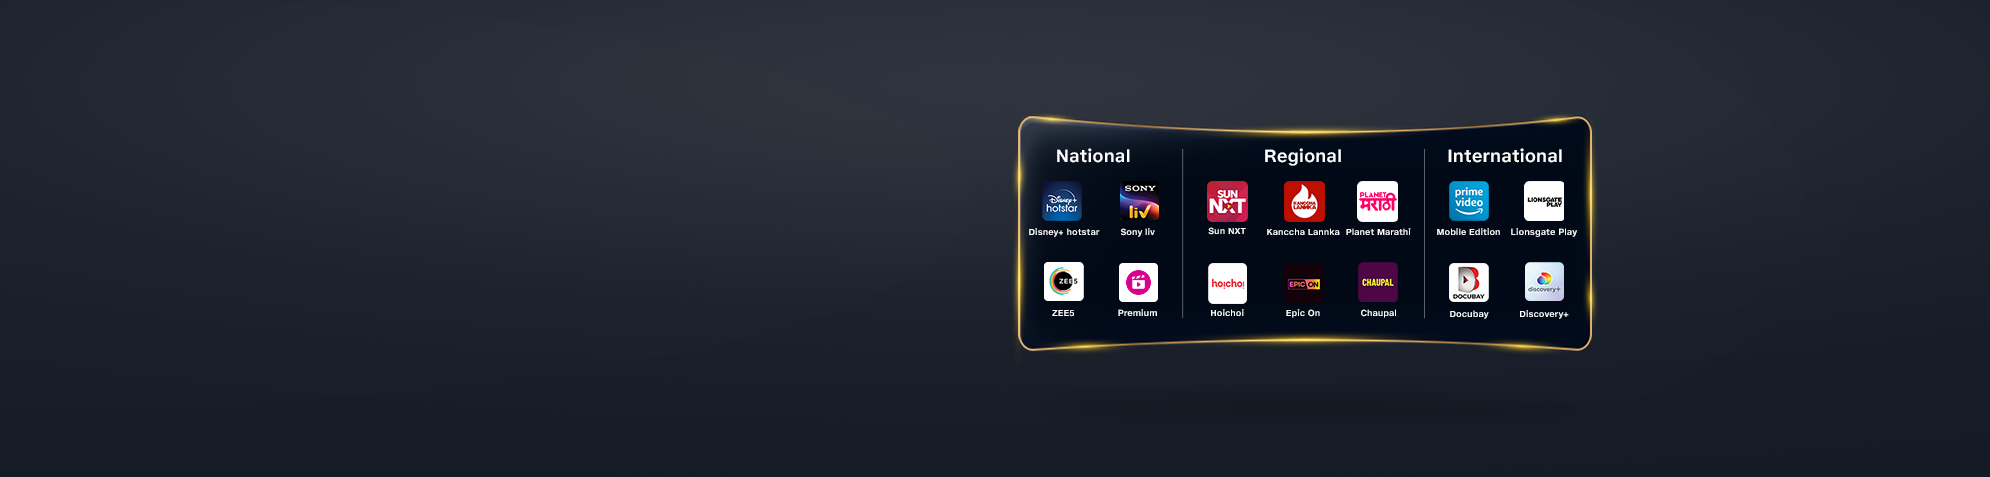 National
Regional
International
Disney+ hotstar
SONY liv
SUN NXT
KANCCHA LANNKA
PLANET मराठी
prime video
LIONSGATE PLAY
Disney+ hotstar
Sony liv
Sun NXT
Kanccha Lannka
Planet Marathi
Mobile Edition
Lionsgate Play
ZEE5
hoichoi
EPIC ON
CHAUPAL
DOCUBAY
discovery+
ZEE5
Premium
Hoichoi
Epic On
Chaupal
Docubay
Discovery+